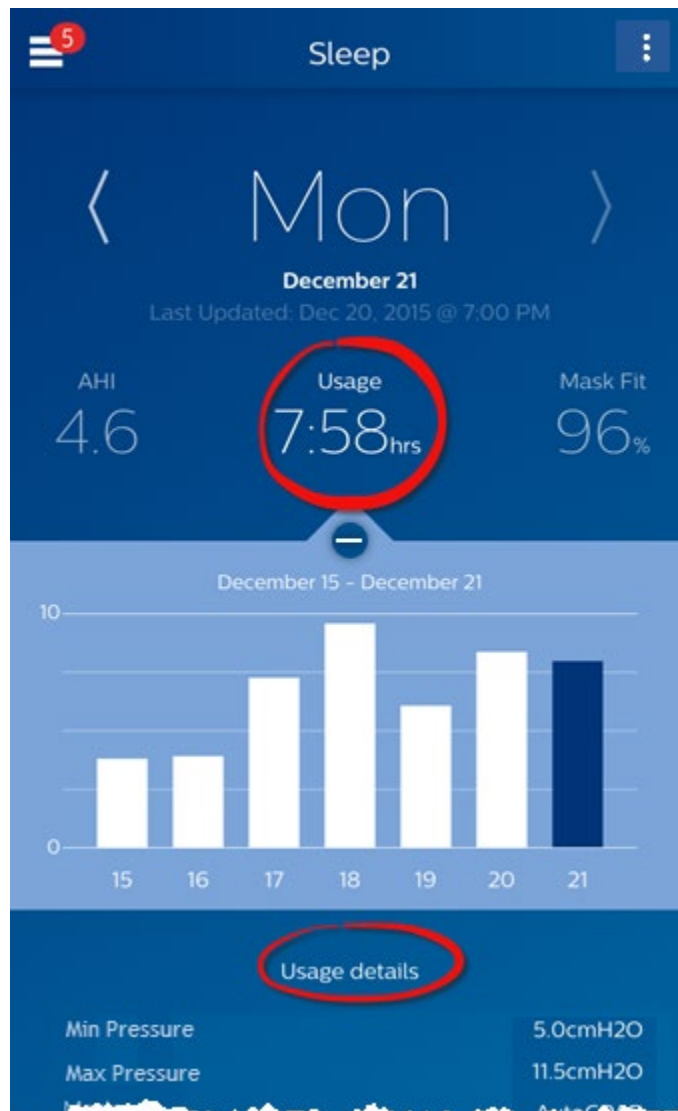 5
Sleep
Mon
December 21
Last Updated: Dec 20, 2015 @ 7:00 PM
AHI Usage Mask Fit
4.6 7:58hrs 96%
December 15 - December 21
10
0
15 16 17 18 19 20 21
Usage details
Min Pressure 5.0cmH2O
Max Pressure 11.5cmH2O